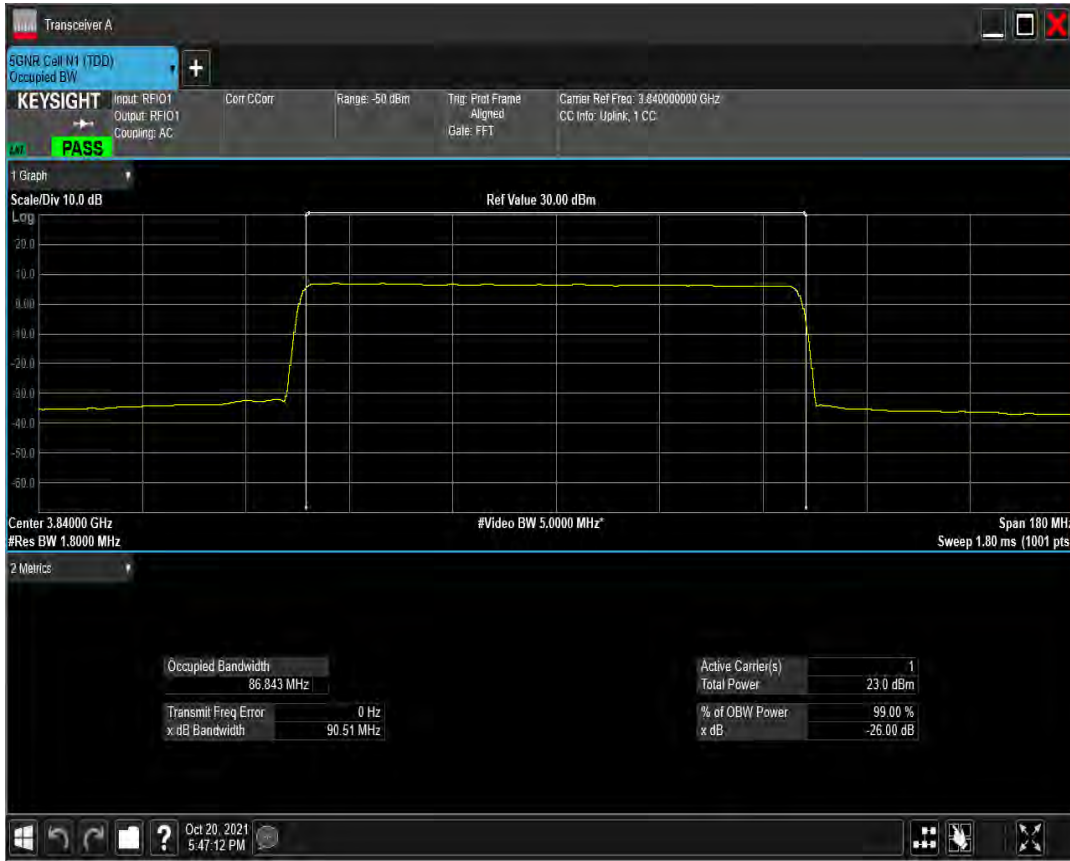 Transceiver A
5GNR Cell N1 (TDD)
Occupied BW
+
KEYSIGHT
Input: RFIO1
Output: RFIO1
Coupling: AC
Corr CCorr
Range: -50 dBm
Trig: Prot Frame
Aligned
Gate: FFT
Carrier Ref Freq: 3.840000000 GHz
CC Info: Uplink, 1 CC
PASS
1 Graph
Scale/Div 10.0 dB
Ref Value 30.00 dBm
Log
20.0
10.0
0.00
-10.0
-20.0
-30.0
-40.0
-50.0
-60.0
Center 3.84000 GHz
#Video BW 5.0000 MHz*
Span 180 MHz
#Res BW 1.8000 MHz
Sweep 1.80 ms (1001 pts
2 Metrics
Occupied Bandwidth
86.843 MHz
Transmit Freq Error 0 Hz
x dB Bandwidth 90.51 MHz
Active Carrier(s) 1
Total Power 23.0 dBm
% of OBW Power 99.00 %
x dB -26.00 dB
?
Oct 20, 2021
5:47:12 PM